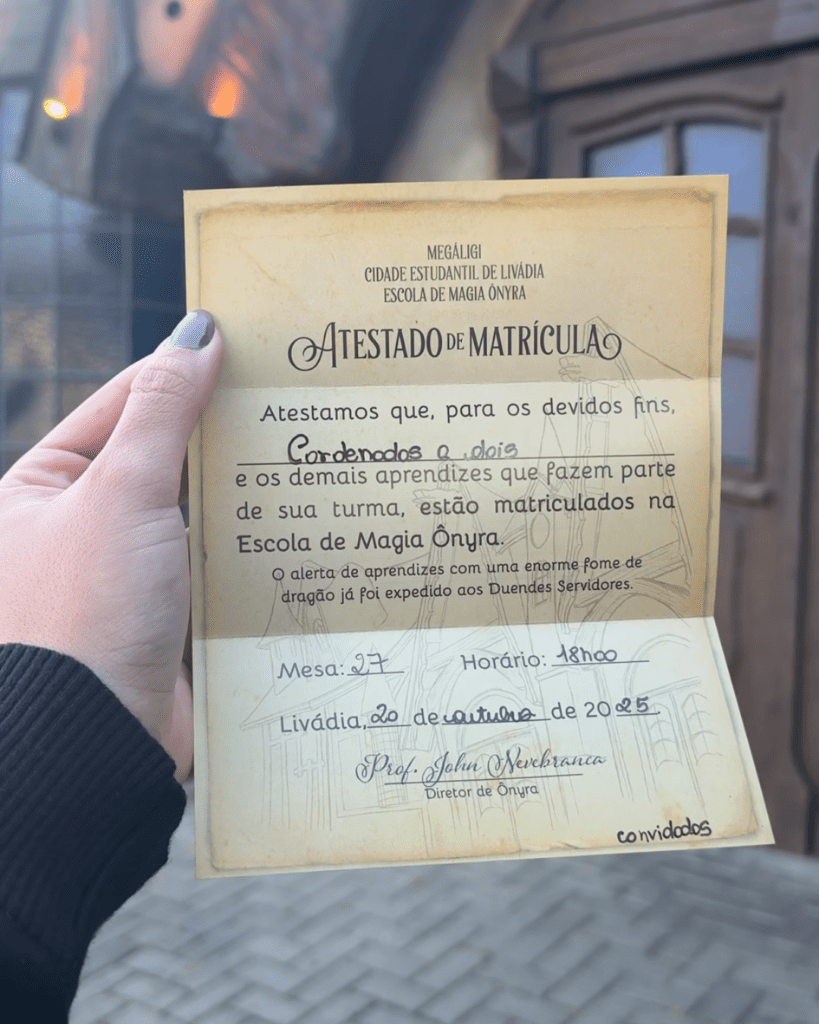 MEGÁLIGI
CIDADE ESTUDANTIL DE LIVÁDIA
ESCOLA DE MAGIA ÔNYRA
ATESTADO DE MATRÍCULA
Atestamos que, para os devidos fins,
Cordenados a dois
e os demais aprendizes que fazem parte
de sua turma, estão matriculados na
Escola de Magia Ônyra.
O alerta de aprendizes com uma enorme fome de
dragão já foi expedido aos Duendes Servidores.
Mesa: 27 Horário: 18h00
Livádia, 20 de outubro de 2025.
Prof. John Nevebranca
Diretor de Ônyra
convidados